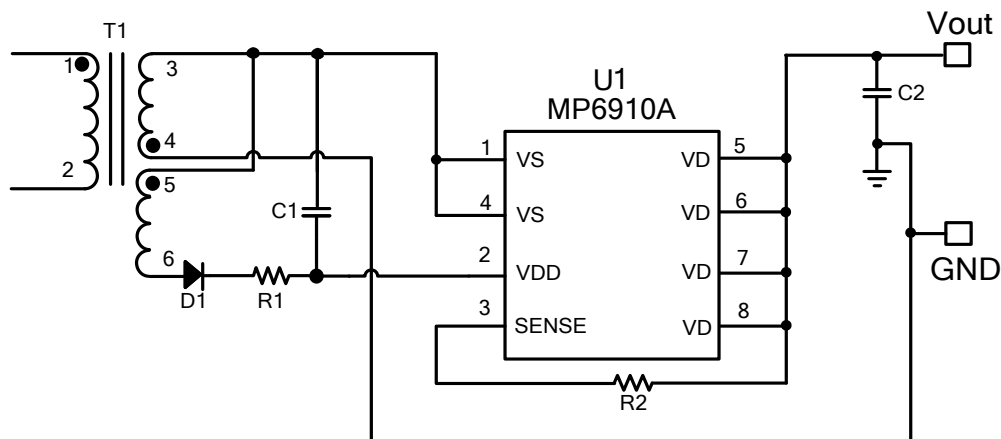 T1
Vout
1
3
U1
MP6910A
C2
4
2
1
VS
VD
5
5
4
VS
VD
6
C1
6
2
VDD
VD
7
GND
D1
R1
3
SENSE
VD
8
R2